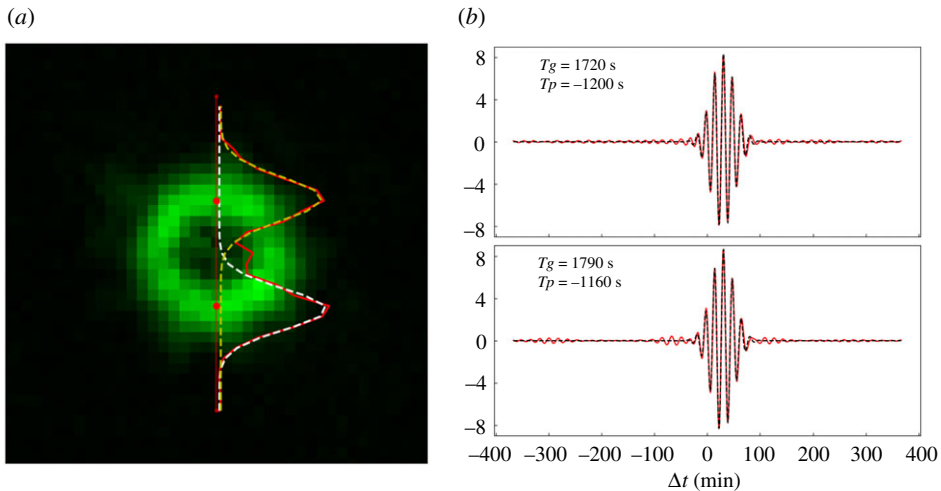 (a)
(b)
8
4
0
−4
−8
Tg = 1720 s
Tp = −1200 s
8
4
0
−4
−8
Tg = 1790 s
Tp = −1160 s
−400 −300 −200 −100 0 100 200 300 400
Δt (min)